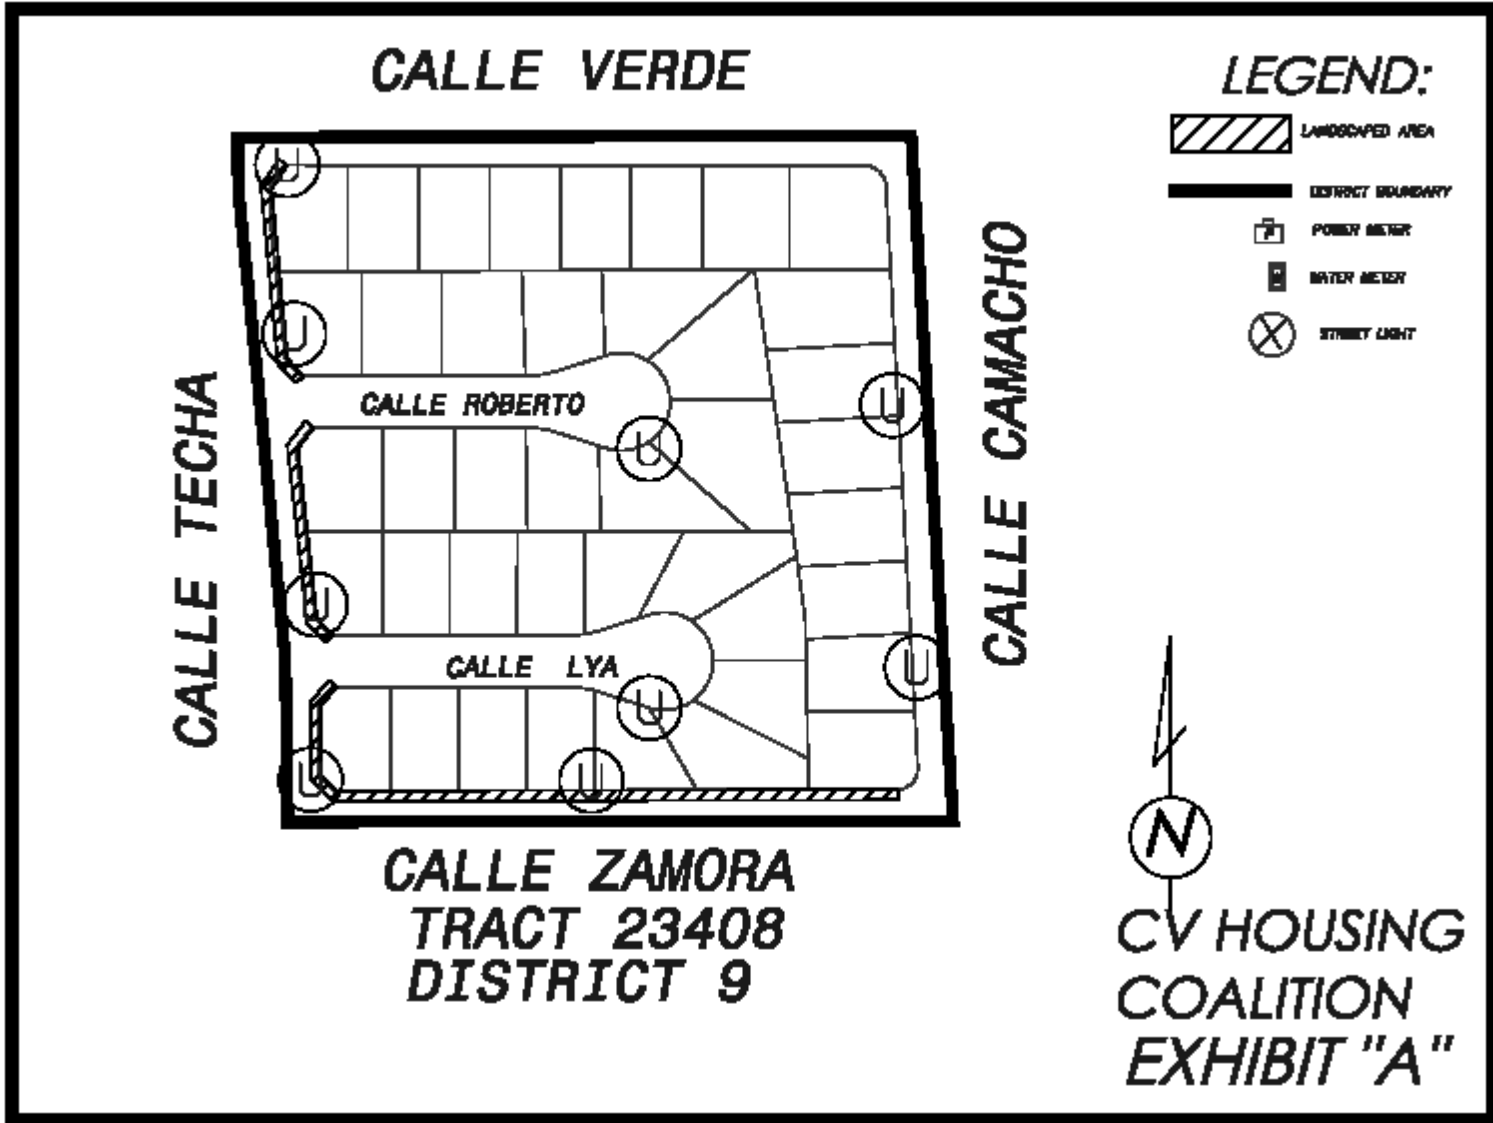 CALLE VERDE
LEGEND:
LANDSCAPED AREA
DISTRICT BOUNDARY
POWER METER
WATER METER
STREET LIGHT
CALLE TECHA
CALLE ROBERTO
CALLE CAMACHO
CALLE LYA
N
CALLE ZAMORA
TRACT 23408
DISTRICT 9
CV HOUSING
COALITION
EXHIBIT "A"